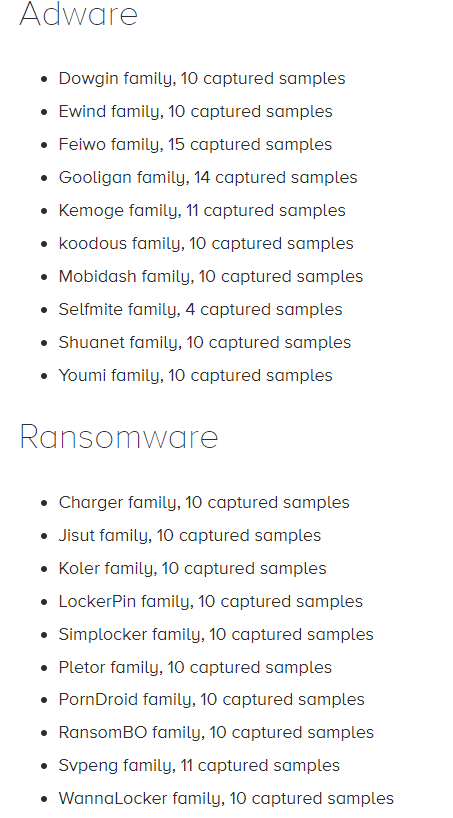 Adware
Dowgin family, 10 captured samples
Ewind family, 10 captured samples
Feiwo family, 15 captured samples
Gooligan family, 14 captured samples
Kemoge family, 11 captured samples
koodous family, 10 captured samples
Mobidash family, 10 captured samples
Selfmite family, 4 captured samples
Shuanet family, 10 captured samples
Youmi family, 10 captured samples
Ransomware
Charger family, 10 captured samples
Jisut family, 10 captured samples
Koler family, 10 captured samples
LockerPin family, 10 captured samples
Simplocker family, 10 captured samples
Pletor family, 10 captured samples
PornDroid family, 10 captured samples
RansomBO family, 10 captured samples
Svpeng family, 11 captured samples
WannaLocker family, 10 captured samples